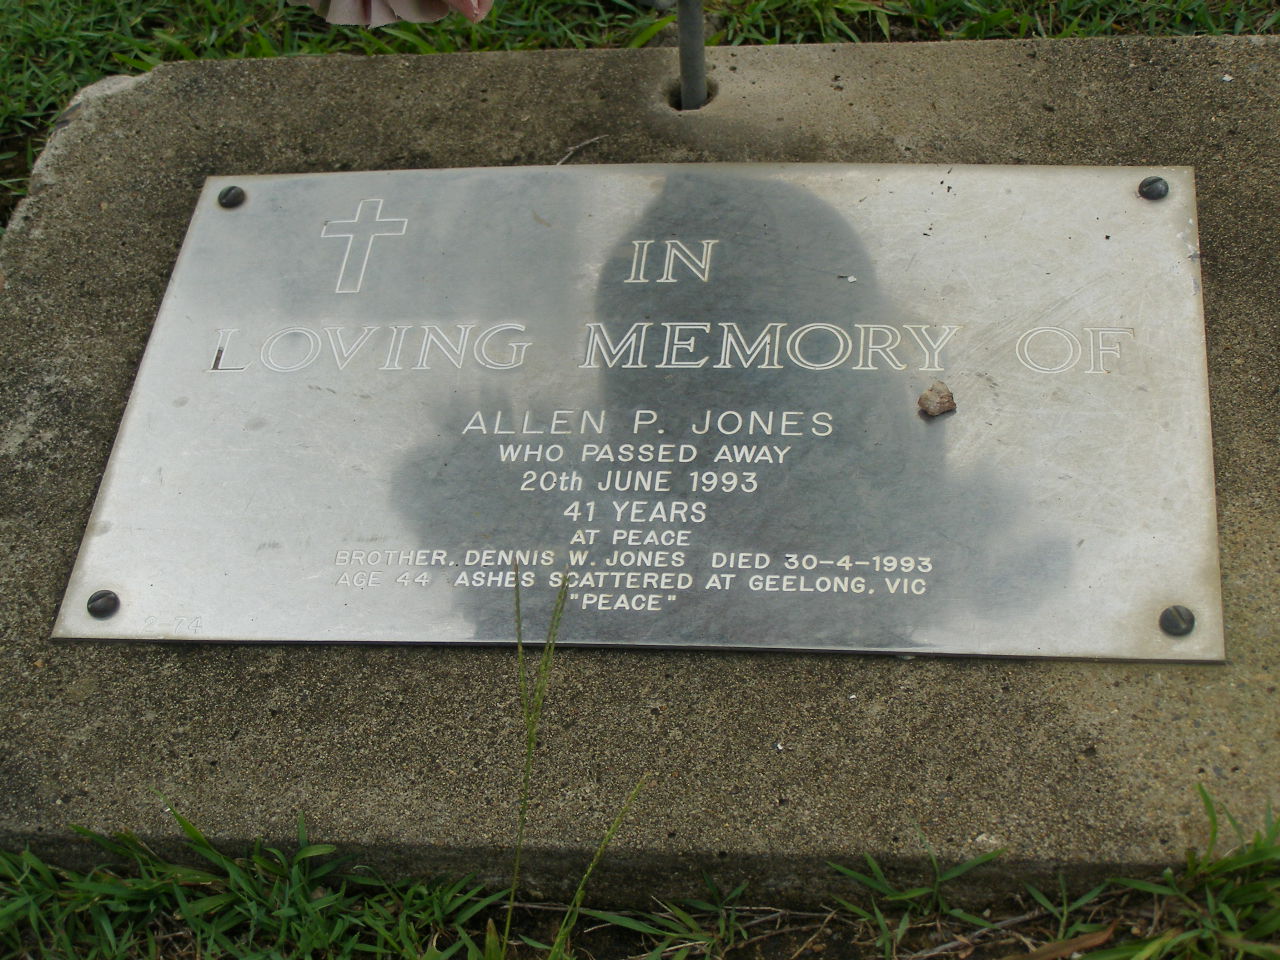 IN
LOVING MEMORY OF
ALLEN P. JONES
WHO PASSED AWAY
20th JUNE 1993
41 YEARS
AT PEACE
BROTHER.. DENNIS W. JONES DIED 30-4-1993
AGE 44 ASHES SCATTERED AT GEELONG. VIC
"PEACE"
2-74